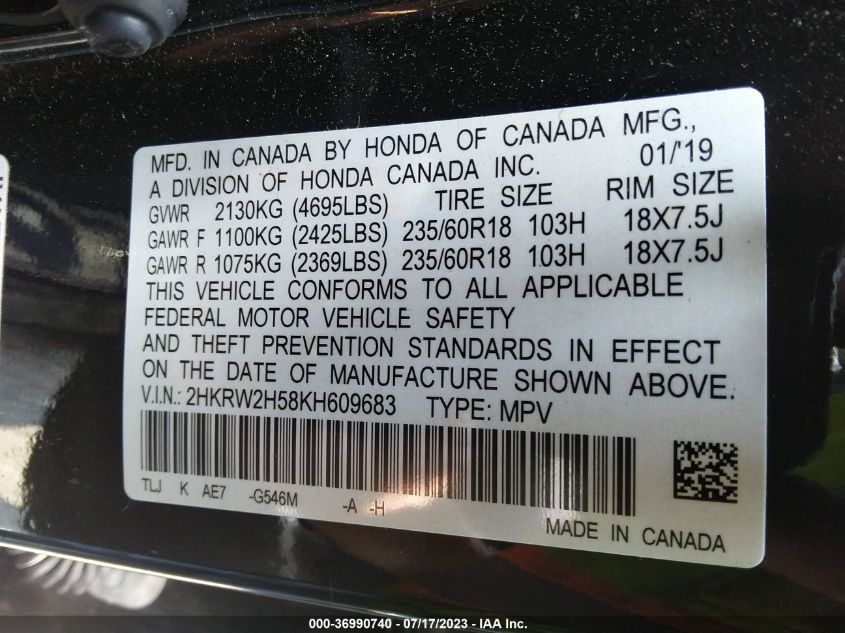 MFD. IN CANADA BY HONDA OF CANADA MFG.,
A DIVISION OF HONDA CANADA INC. 01/'19
GVWR 2130KG (4695LBS) TIRE SIZE RIM SIZE
GAWR F 1100KG (2425LBS) 235/60R18 103H 18X7.5J
GAWR R 1075KG (2369LBS) 235/60R18 103H 18X7.5J
THIS VEHICLE CONFORMS TO ALL APPLICABLE
FEDERAL MOTOR VEHICLE SAFETY
AND THEFT PREVENTION STANDARDS IN EFFECT
ON THE DATE OF MANUFACTURE SHOWN ABOVE.
V.I.N.: 2HKRW2H58KH609683 TYPE: MPV
TLJ K AE7 -G546M -A -H
MADE IN CANADA
000-36990740 - 07/17/2023 - IAA Inc.